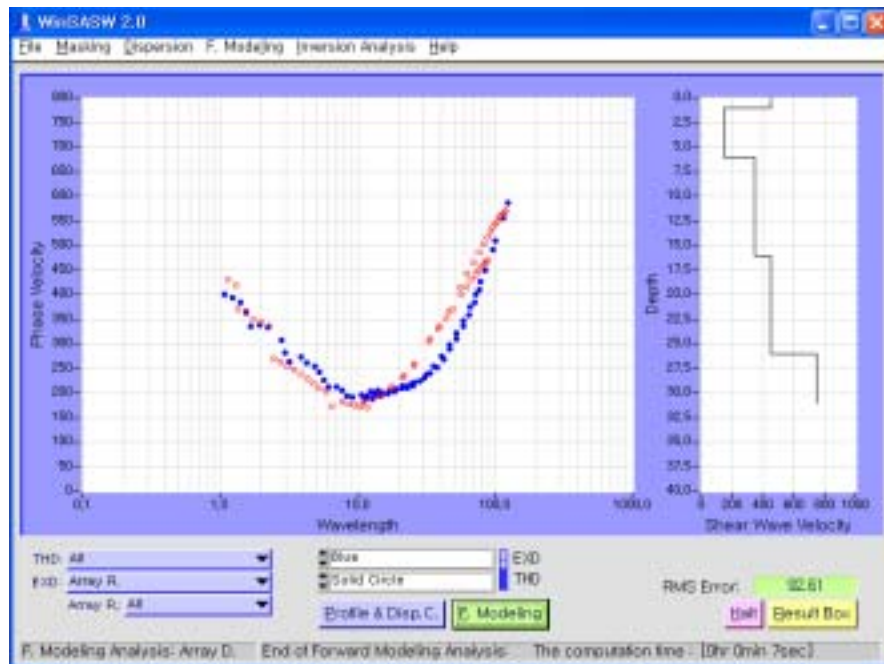 WinSASW 2.0
File Masking Dispersion F. Modeling Inversion Analysis Help
800
750
700
650
600
550
500
450
400
350
300
250
200
150
100
50
0
Phase Velocity
0,1 1,0 10,0 100,0 1000,0
Wavelength
0,0
2,5
5,0
7,5
10,0
12,5
15,0
17,5
20,0
22,5
25,0
27,5
30,0
32,5
35,0
37,5
40,0
Depth
0 200 400 600 800 1000
Shear Wave Velocity
THD: All
EXD: Array R.
Array R.: All
Blue
Solid Circle
EXD
THD
Profile & Disp.C.
F. Modeling
RMS Error: 92.61
Halt
Result Box
F. Modeling Analysis: Array D. End of Forward Modeling Analysis The computation time : [0hr 0min 7sec]